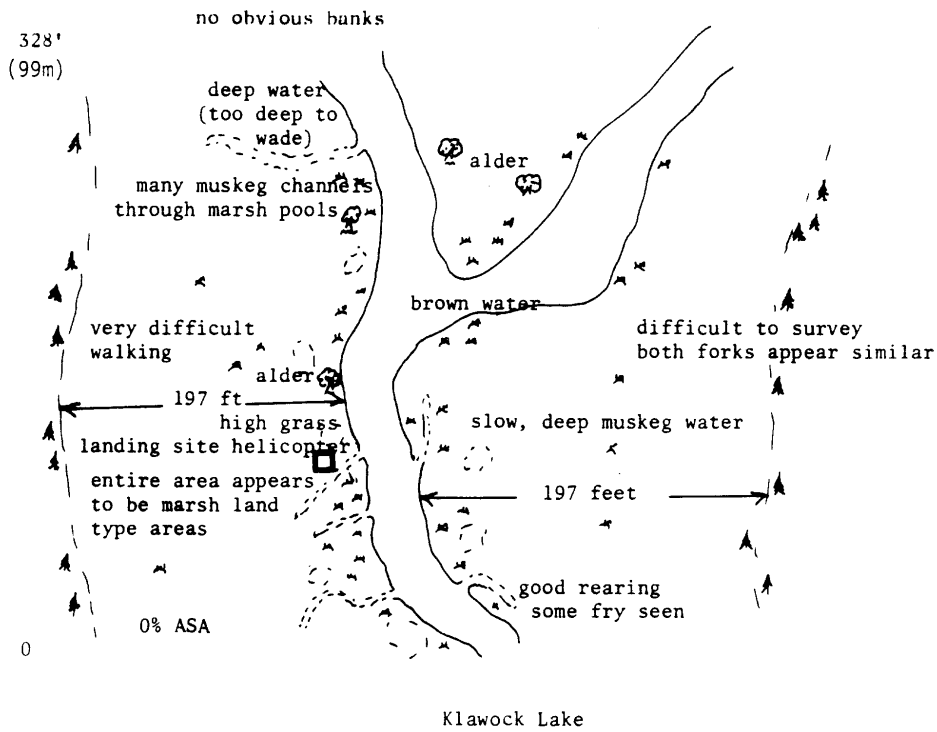 no obvious banks
328'
(99m)
deep water
(too deep to
wade)
alder
many muskeg channels
through marsh pools
brown water
very difficult
walking
difficult to survey
both forks appear similar
alder
197 ft
high grass
landing site helicopter
slow, deep muskeg water
entire area appears
to be marsh land
type areas
197 feet
good rearing
some fry seen
0% ASA
0
Klawock Lake